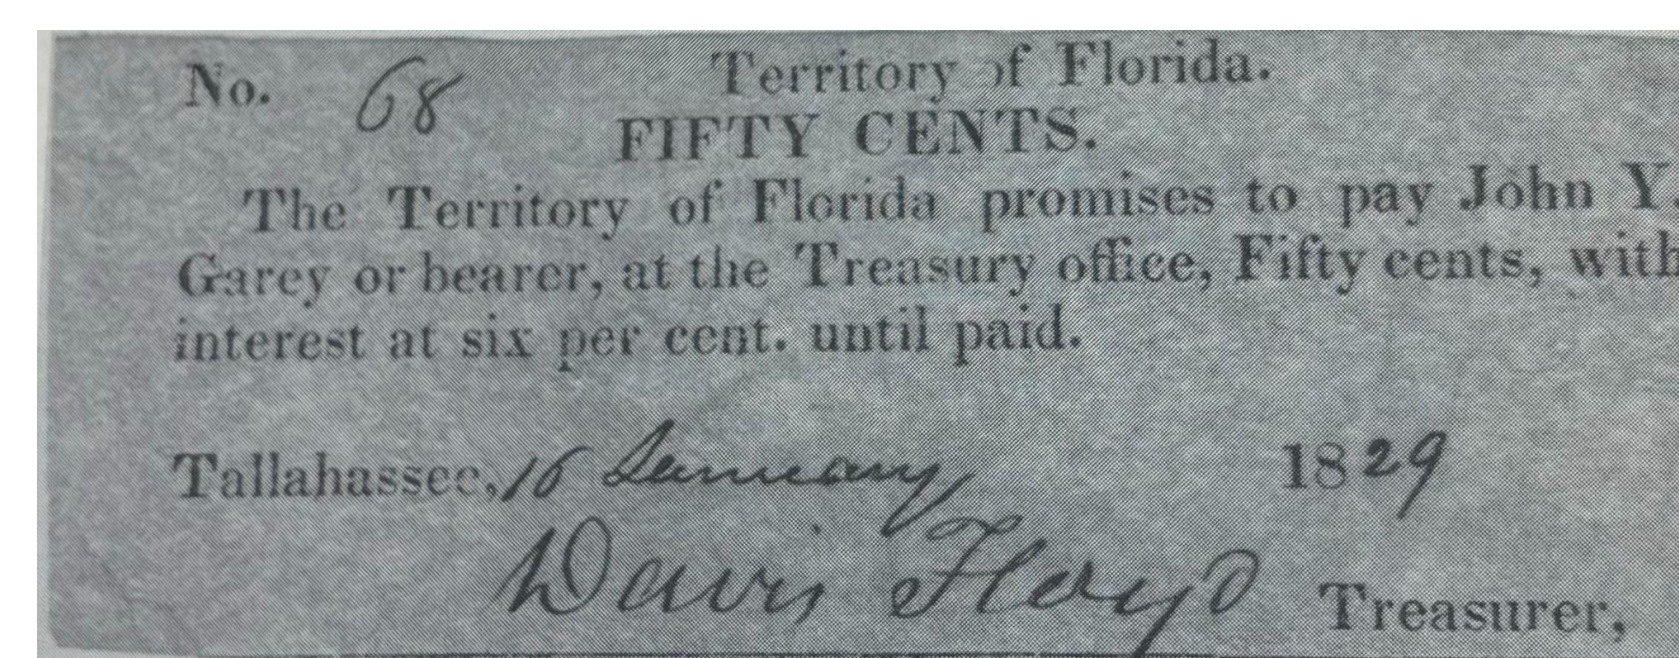 No. 68 Territory of Florida.
FIFTY CENTS.
The Territory of Florida promises to pay John Y.
Garey or bearer, at the Treasury office, Fifty cents, with
interest at six per cent. until paid.
Tallahassee, 16 January 1829
Davis Floyd Treasurer,